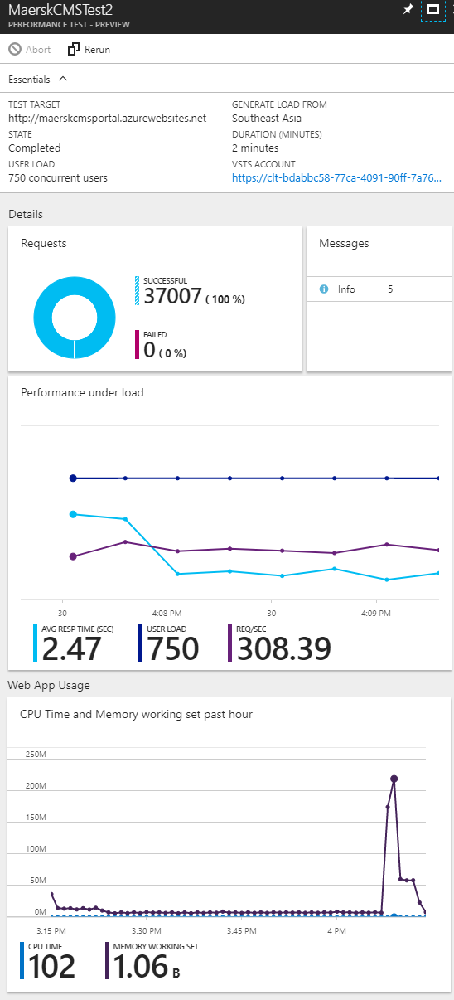 MaerskCMSTest2
PERFORMANCE TEST - PREVIEW
Abort Rerun
Essentials
TEST TARGET
http://maerskcmsportal.azurewebsites.net
STATE
Completed
USER LOAD
750 concurrent users
GENERATE LOAD FROM
Southeast Asia
DURATION (MINUTES)
2 minutes
VSTS ACCOUNT
https://clt-bdabbc58-77ca-4091-90ff-7a76...
Details
Requests
SUCCESSFUL
37007 ( 100 %)
FAILED
0 ( 0 %)
Messages
Info 5
Performance under load
30 4:08 PM 30 4:09 PM
AVG RESP TIME (SEC)
2.47
USER LOAD
750
REQ/SEC
308.39
Web App Usage
CPU Time and Memory working set past hour
250M
200M
150M
100M
50M
0M
3:15 PM 3:30 PM 3:45 PM 4 PM
CPU TIME
102
MEMORY WORKING SET
1.06 B